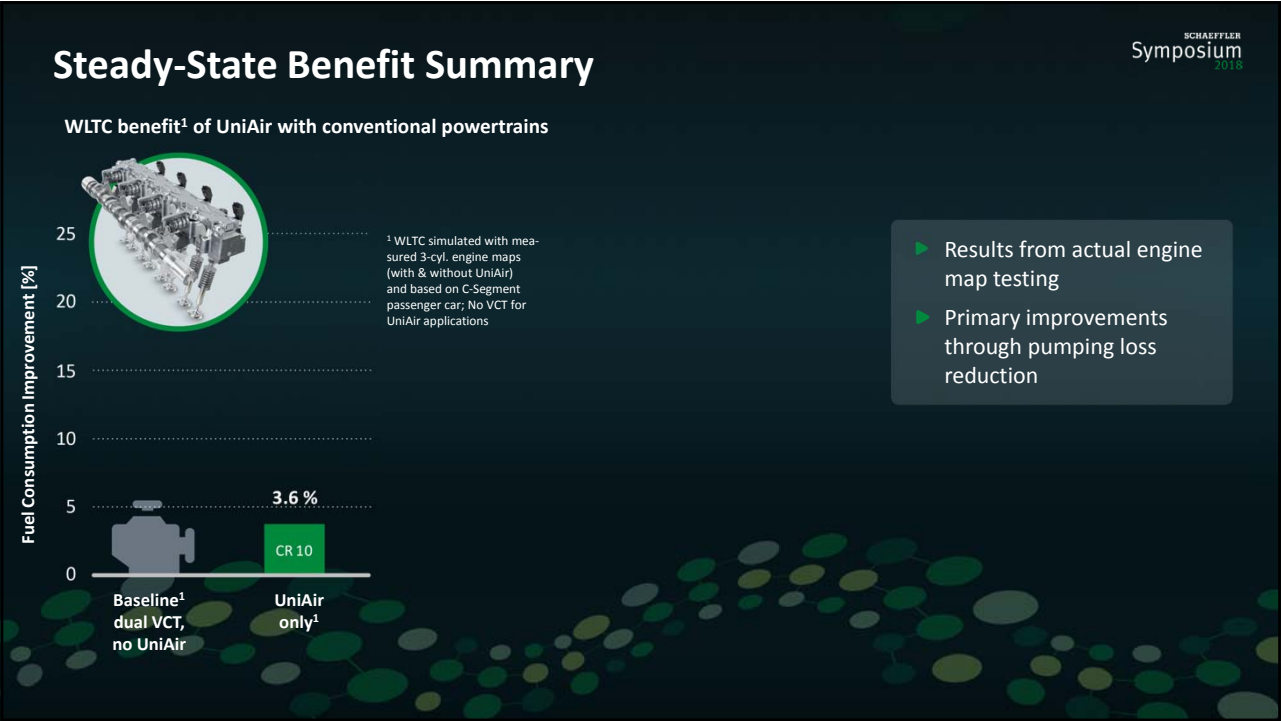 Steady-State Benefit Summary
SCHAEFFLER
Symposium
2018
WLTC benefit¹ of UniAir with conventional powertrains
Fuel Consumption Improvement [%]
25
20
15
10
5
0
¹ WLTC simulated with mea-
sured 3-cyl. engine maps
(with & without UniAir)
and based on C-Segment
passenger car; No VCT for
UniAir applications
3.6 %
CR 10
Baseline¹
dual VCT,
no UniAir
UniAir
only¹
Results from actual engine
map testing
Primary improvements
through pumping loss
reduction